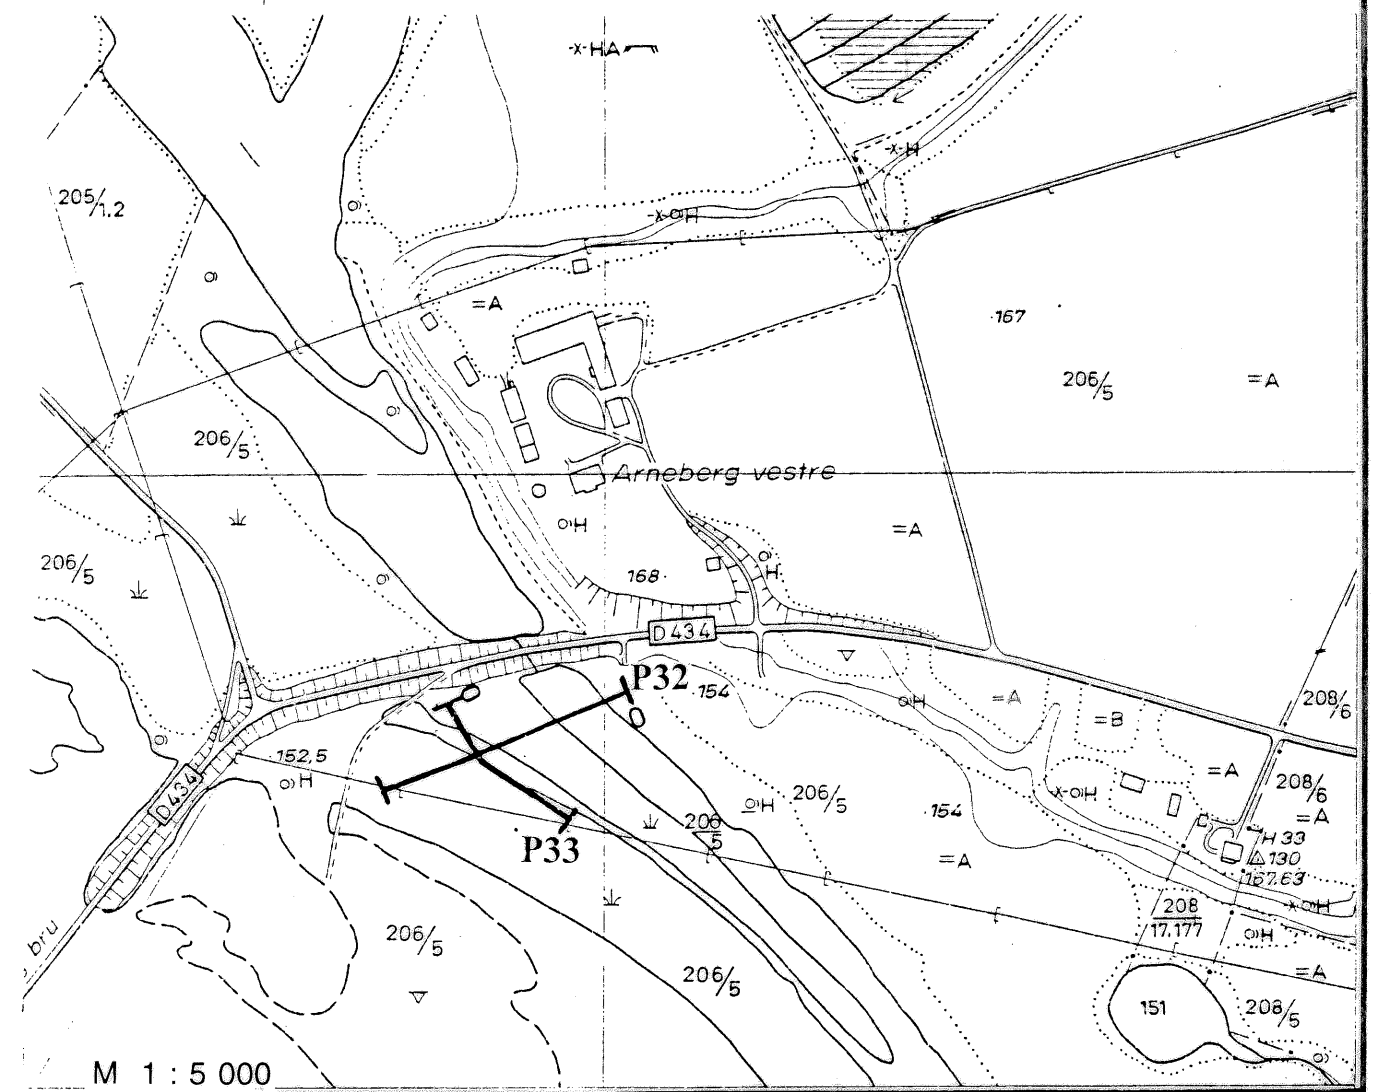 -X-HA
-X-H
205/1.2
-X-O)H
=A
167
206/5
=A
206/5
Arneberg vestre
O)H
=A
206/5
168
H
D434
P32
154
O
O
=A
O)H
=B
208/6
152,5
O)H
D434
=A
208/6
-X-O)H
=A
206/5
O)H
154
206/5
P33
H 33
130
167.63
=A
208/17.177
-X-O)H
O)H
bru
206/5
206/5
=A
151
208/5
M 1 : 5 000